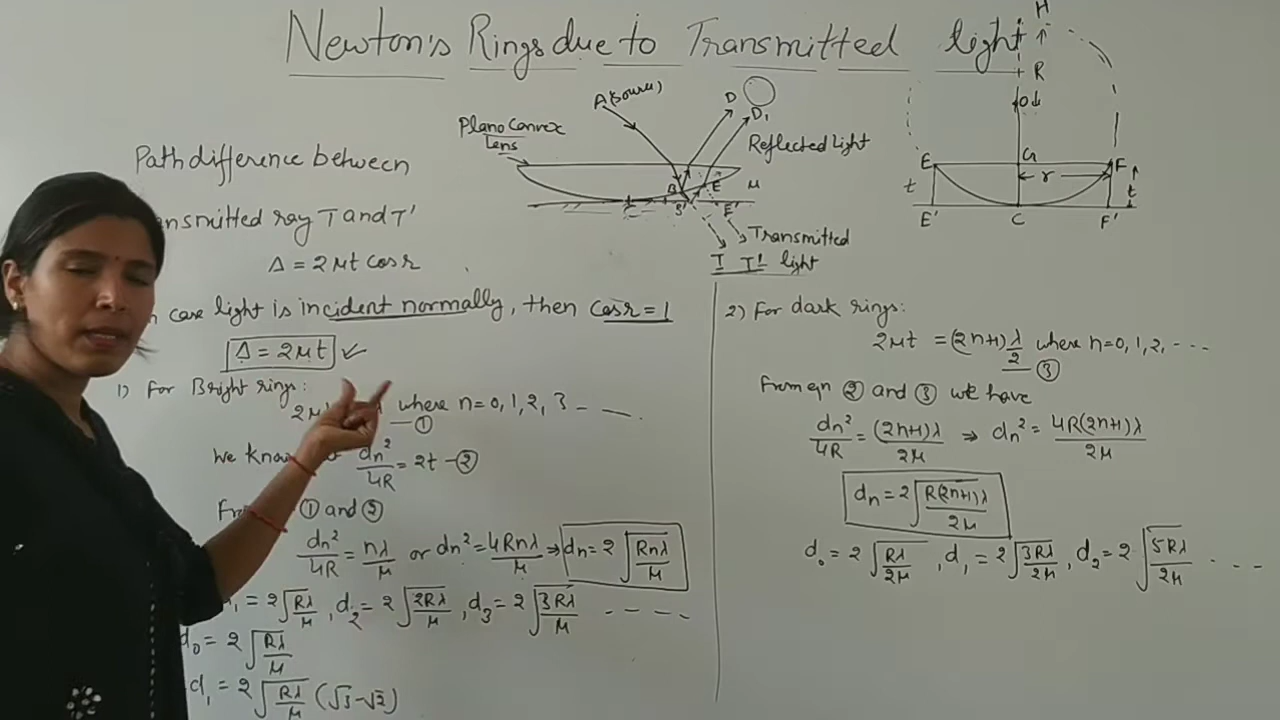 Newton's Rings due to Transmitted light
H
R
A(Source)
D
D₁
Plano Convex
Lens
Reflected Light
E G F
r
t t
E' C F'
B E μ
C S' E'
Transmitted
T T' light
Path difference between
Transmitted ray T and T'
Δ = 2μt cosr
case light is incident normally, then cosr = 1
Δ = 2μt ✓
1) For Bright rings:
where n=0, 1, 2, 3 - —.
①
We know
dn²/4R = 2t - ②
① and ②
dn²/4R = nλ/μ or dn² = 4Rnλ/μ ⇒ dn = 2√(Rnλ/μ)
= 2√(Rλ/μ), d₂ = 2√(2Rλ/μ), d₃ = 2√(3Rλ/μ) - - - - -
d₀ = 2√(Rλ/μ)
d₁ = 2√(Rλ/μ) (√3-√2)
2) For dark rings:
2μt = (2n+1)λ/2 where n=0, 1, 2, - - -
③
From eqn ② and ③ we have
dn²/4R = (2n+1)λ/2μ ⇒ dn² = 4R(2n+1)λ/2μ
dn = 2√(R(2n+1)λ/2μ)
d₀ = 2√(Rλ/2μ), d₁ = 2√(3Rλ/2μ), d₂ = 2√(5Rλ/2μ) - - - -